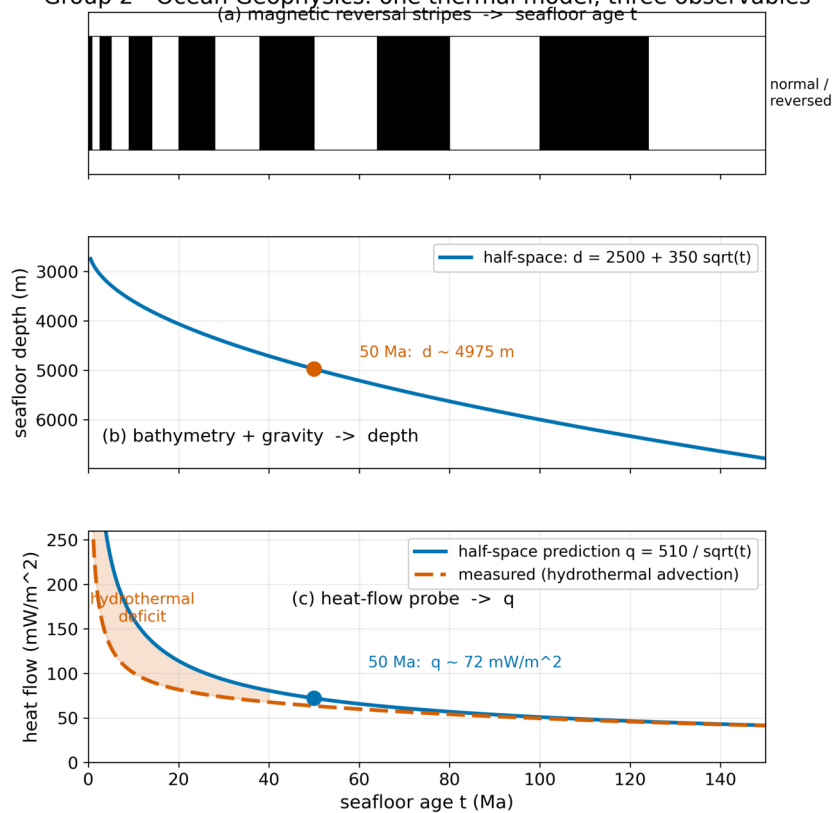 Group 2 - Ocean Geophysics: one thermal model, three observables
(a) magnetic reversal stripes -> seafloor age t
normal /
reversed
seafloor depth (m)
3000
4000
5000
6000
half-space: d = 2500 + 350 sqrt(t)
50 Ma: d ~ 4975 m
(b) bathymetry + gravity -> depth
heat flow (mW/m^2)
250
200
150
100
50
0
half-space prediction q = 510 / sqrt(t)
measured (hydrothermal advection)
hydrothermal
deficit
(c) heat-flow probe -> q
50 Ma: q ~ 72 mW/m^2
0 20 40 60 80 100 120 140
seafloor age t (Ma)